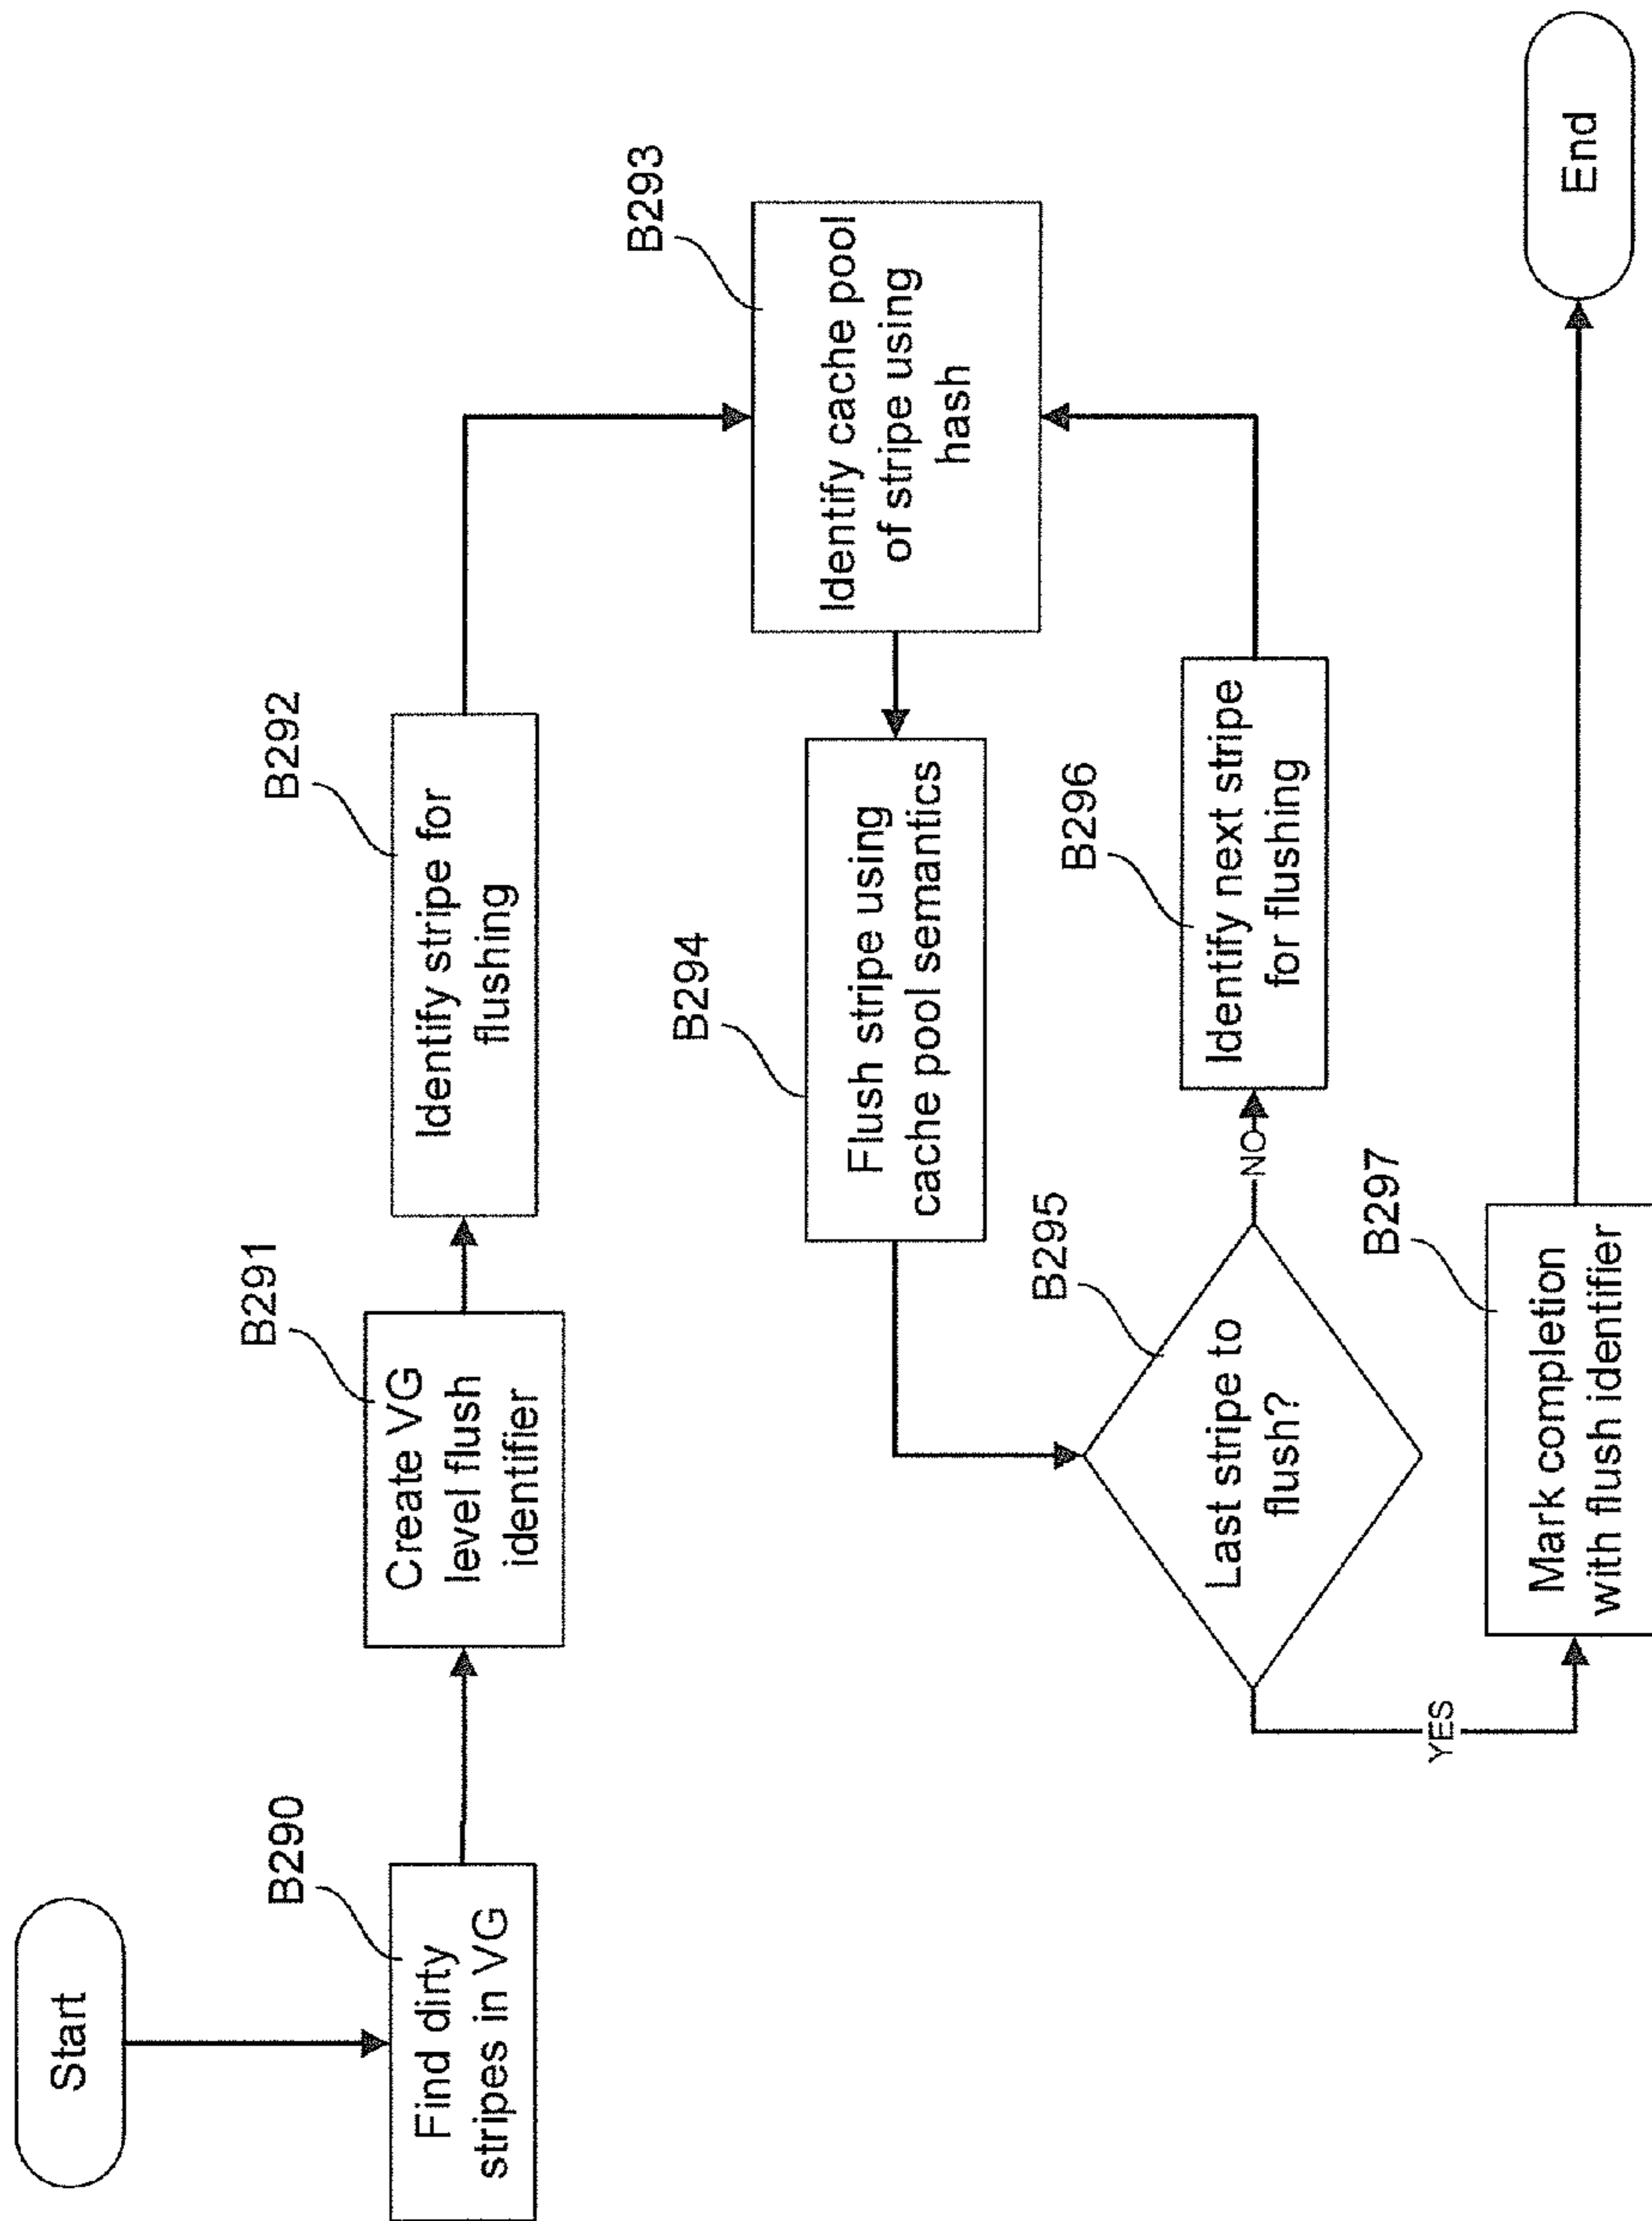 Start
B290
Find dirty
stripes in VG
B291
Create VG
level flush
identifier
B292
Identify stripe for
flushing
B293
Identify cache pool
of stripe using
hash
B294
Flush stripe using
cache pool semantics
B295
Last stripe to
flush?
NO
B296
Identify next stripe
for flushing
YES
B297
Mark completion
with flush identifier
End